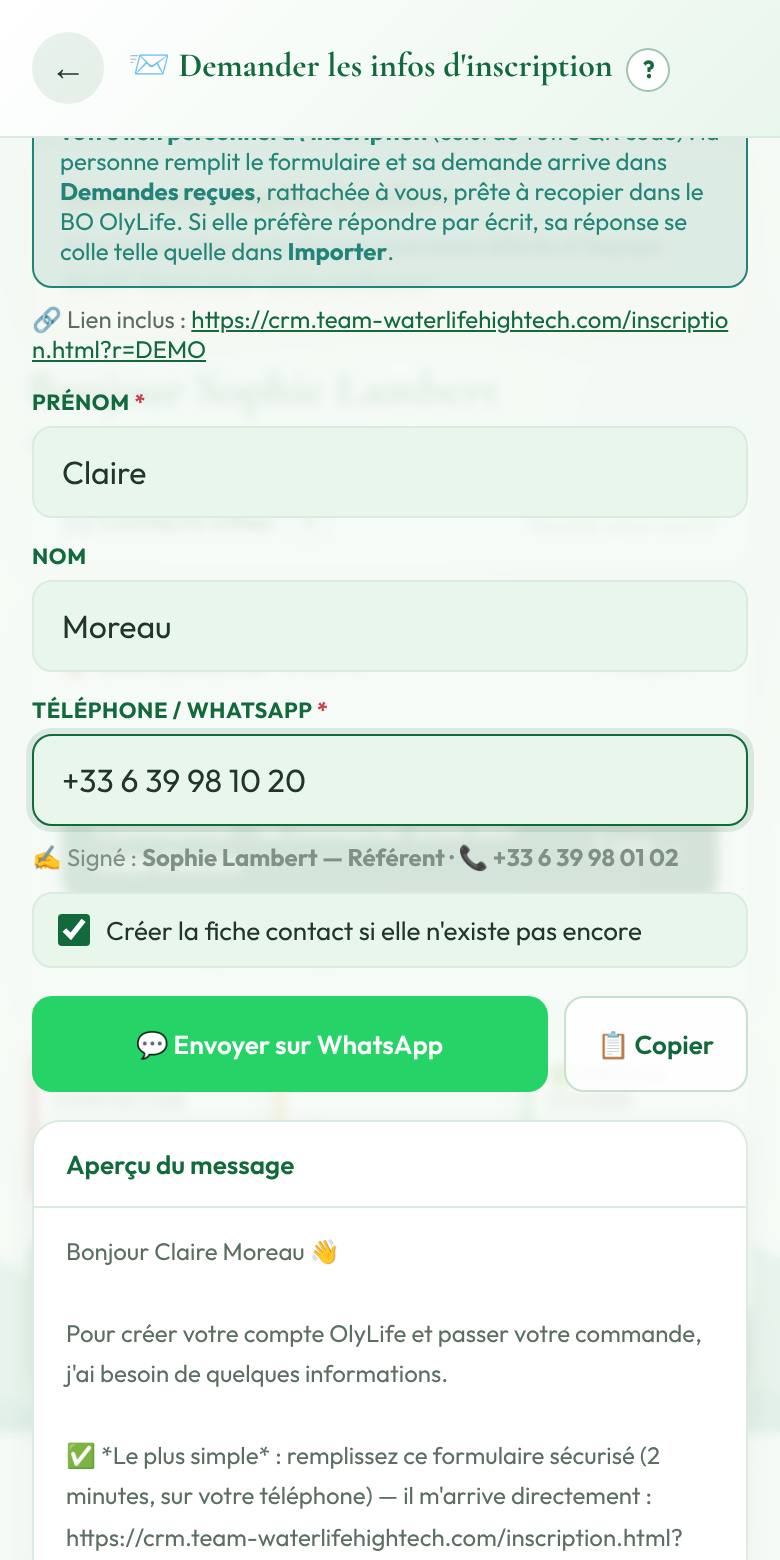 ← 📨 Demander les infos d'inscription ?
personne remplit le formulaire et sa demande arrive dans
Demandes reçues, rattachée à vous, prête à recopier dans le
BO OlyLife. Si elle préfère répondre par écrit, sa réponse se
colle telle quelle dans Importer.
🔗 Lien inclus : https://crm.team-waterlifehightech.com/inscriptio
n.html?r=DEMO
PRÉNOM *
Claire
NOM
Moreau
TÉLÉPHONE / WHATSAPP *
+33 6 39 98 10 20
✍️ Signé : Sophie Lambert — Référent · 📞 +33 6 39 98 01 02
Créer la fiche contact si elle n'existe pas encore
💬 Envoyer sur WhatsApp
📋 Copier
Aperçu du message
Bonjour Claire Moreau 👋
Pour créer votre compte OlyLife et passer votre commande,
j'ai besoin de quelques informations.
✅ *Le plus simple* : remplissez ce formulaire sécurisé (2
minutes, sur votre téléphone) — il m'arrive directement :
https://crm.team-waterlifehightech.com/inscription.html?